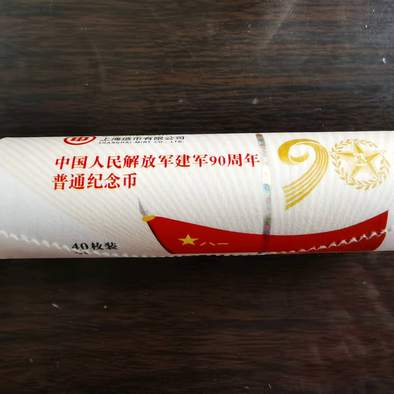 上海造币有限公司
SHANGHAI MINT CO., LTD.
中国人民解放军建军90周年
普通纪念币
90
八一
40枚装